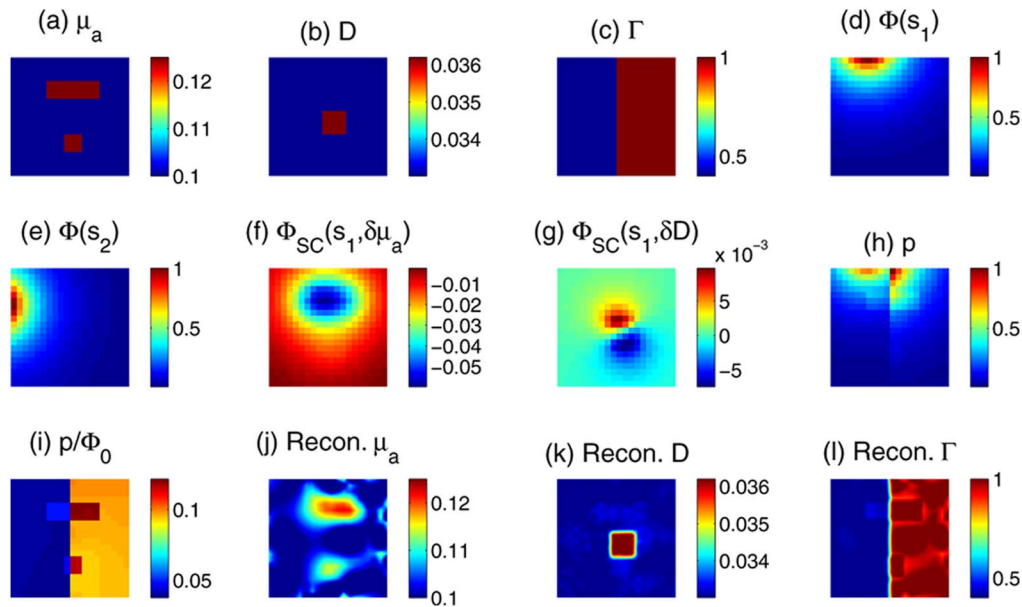 (a) μa
(b) D
(c) Γ
(d) Φ(s1)
0.12
0.11
0.1
0.036
0.035
0.034
1
0.5
1
0.5
(e) Φ(s2)
(f) ΦSC(s1,δμa)
(g) ΦSC(s1,δD)
(h) p
1
0.5
−0.01
−0.02
−0.03
−0.04
−0.05
x 10−3
5
0
−5
1
0.5
(i) p/Φ0
(j) Recon. μa
(k) Recon. D
(l) Recon. Γ
0.1
0.05
0.12
0.11
0.1
0.036
0.035
0.034
1
0.5